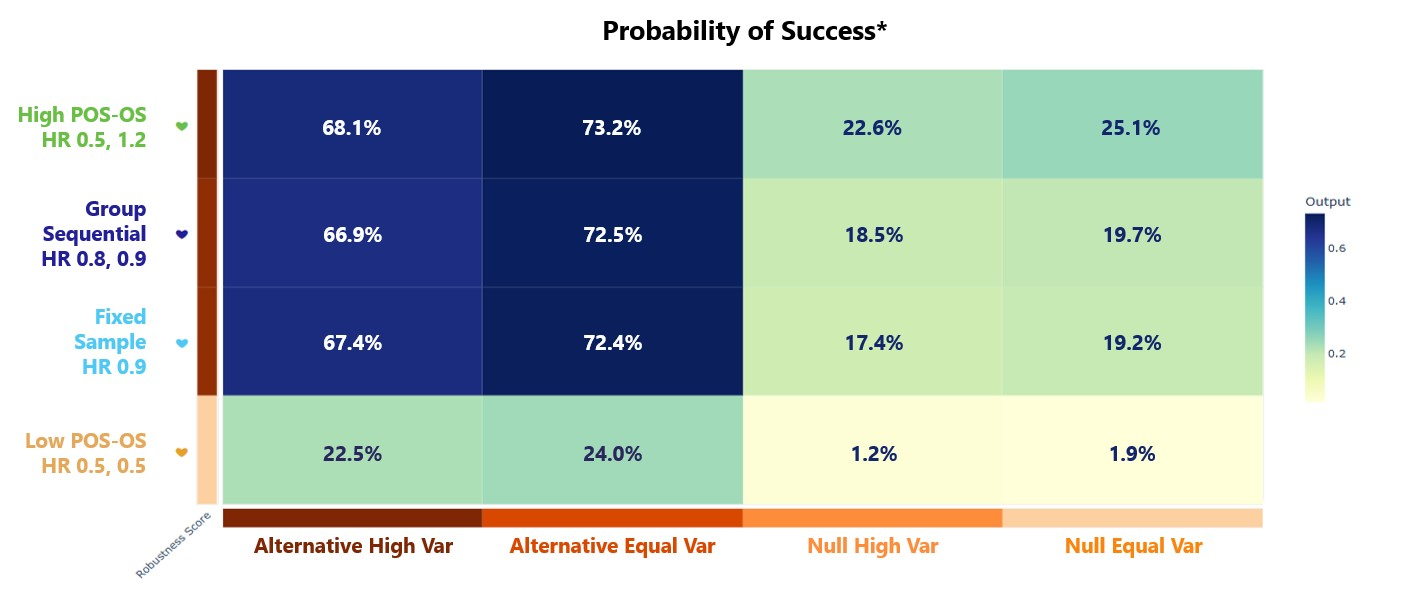 Probability of Success*
High POS-OS
HR 0.5, 1.2
68.1%
73.2%
22.6%
25.1%
Group
Sequential
HR 0.8, 0.9
66.9%
72.5%
18.5%
19.7%
Fixed
Sample
HR 0.9
67.4%
72.4%
17.4%
19.2%
Low POS-OS
HR 0.5, 0.5
22.5%
24.0%
1.2%
1.9%
Robustness Score
Alternative High Var
Alternative Equal Var
Null High Var
Null Equal Var
Output
0.6
0.4
0.2